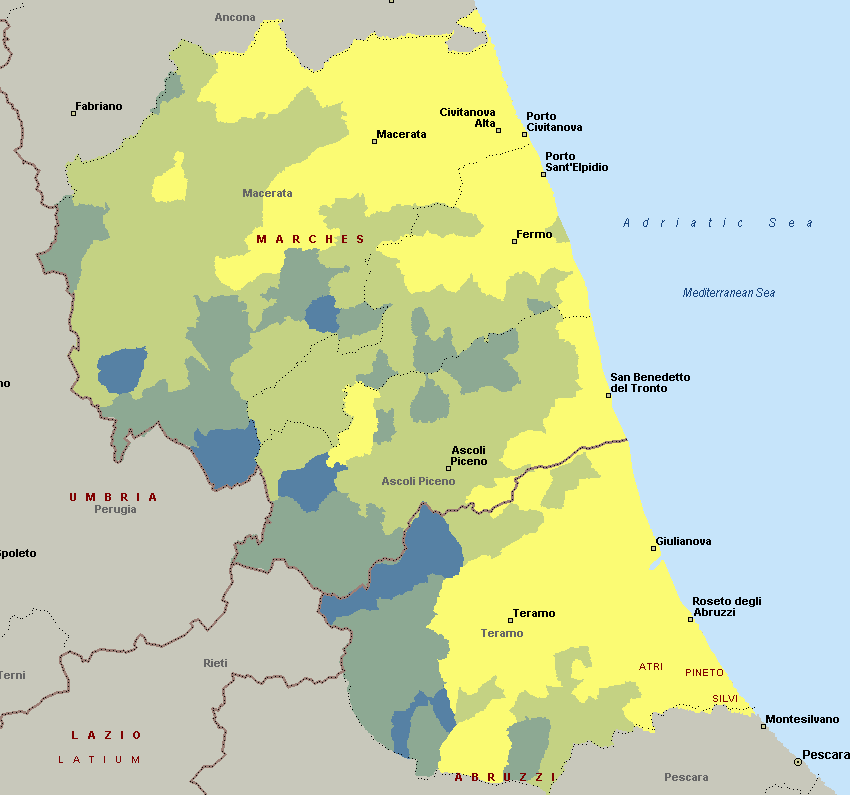 Ancona
Fabriano
Civitanova
Alta
Porto
Civitanova
Macerata
Porto
Sant'Elpidio
Macerata
Adriatic Sea
Fermo
MARCHES
Mediterranean Sea
no
San Benedetto
del Tronto
Ascoli
Piceno
Ascoli Piceno
UMBRIA
Perugia
Giulianova
Spoleto
Roseto degli
Abruzzi
Teramo
Teramo
Rieti
ATRI
PINETO
Terni
SILVI
Montesilvano
LAZIO
LATIUM
Pescara
ABRUZZI
Pescara